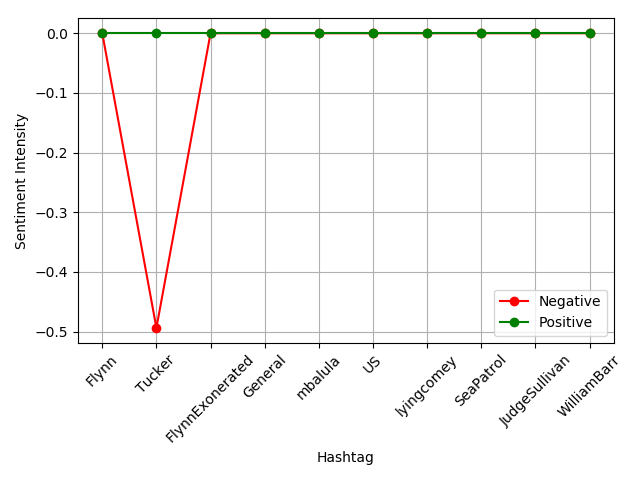 0.0
−0.1
−0.2
−0.3
−0.4
−0.5
Sentiment Intensity
Negative
Positive
Flynn
Tucker
FlynnExonerated
General
mbalula
US
lyingcomey
SeaPatrol
JudgeSullivan
WilliamBarr
Hashtag